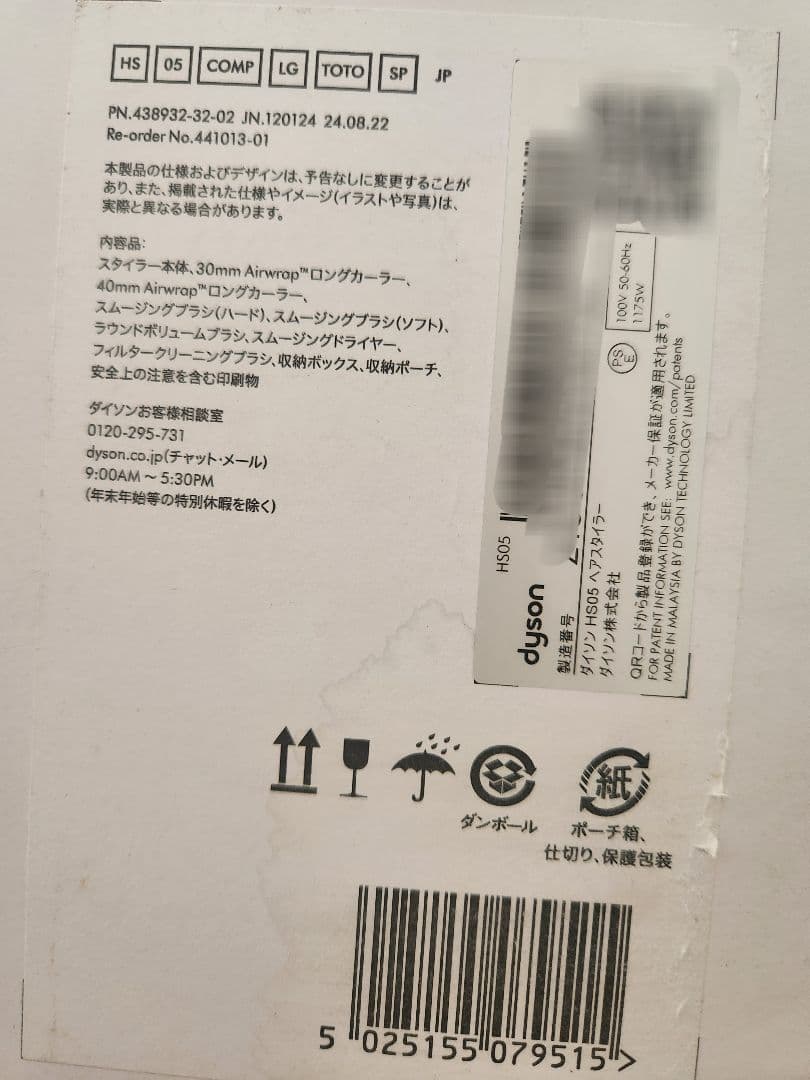 HS 05 COMP LG TOTO SP JP
PN.438932-32-02 JN.120124 24.08.22
Re-order No.441013-01
本製品の仕様およびデザインは、予告なしに変更することが
あり、また、掲載された仕様やイメージ(イラストや写真)は、
実際と異なる場合があります。
内容品:
スタイラー本体、30mm Airwrap™ロングカーラー、
40mm Airwrap™ロングカーラー、
スムージングブラシ(ハード)、スムージングブラシ(ソフト)、
ラウンドボリュームブラシ、スムージングドライヤー、
フィルタークリーニングブラシ、収納ボックス、収納ポーチ、
安全上の注意を含む印刷物
ダイソンお客様相談室
0120-295-731
dyson.co.jp(チャット・メール)
9:00AM ~ 5:30PM
(年末年始等の特別休暇を除く)
HS05
dyson
製造番号
ダイソン HS05 ヘアスタイラー
ダイソン株式会社
PS E
100V 50-60Hz
1175W
QRコードから製品登録ができ、メーカー保証が適用されます。
FOR PATENT INFORMATION SEE: www.dyson.com/patents
MADE IN MALAYSIA BY DYSON TECHNOLOGY LIMITED
紙
ダンボール
ポーチ箱、
仕切り、保護包装
5 025155 079515 >